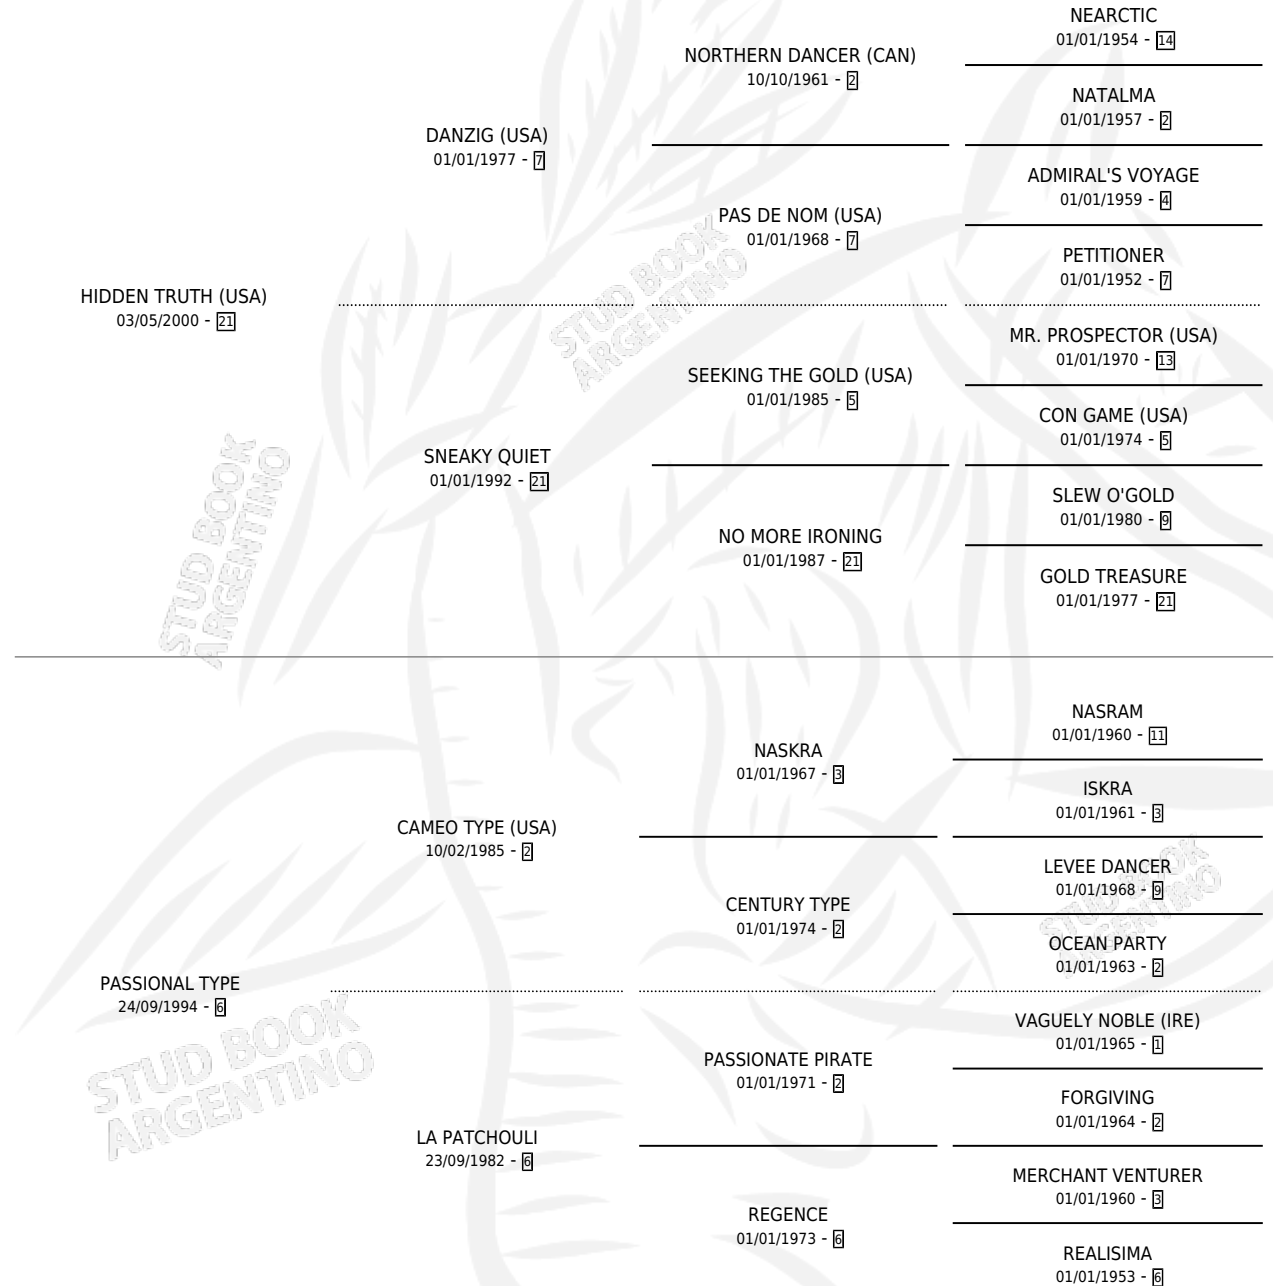 NEARCTIC
01/01/1954 - 14
NORTHERN DANCER (CAN)
10/10/1961 - 2
NATALMA
01/01/1957 - 2
DANZIG (USA)
01/01/1977 - 7
ADMIRAL'S VOYAGE
01/01/1959 - 4
PAS DE NOM (USA)
01/01/1968 - 7
PETITIONER
01/01/1952 - 7
HIDDEN TRUTH (USA)
03/05/2000 - 21
STUD BOOK
ARGENTINO
MR. PROSPECTOR (USA)
01/01/1970 - 13
SEEKING THE GOLD (USA)
01/01/1985 - 5
CON GAME (USA)
01/01/1974 - 5
SNEAKY QUIET
01/01/1992 - 21
SLEW O'GOLD
01/01/1980 - 9
NO MORE IRONING
01/01/1987 - 21
GOLD TREASURE
01/01/1977 - 21
STUD BOOK
ARGENTINO
NASRAM
01/01/1960 - 11
NASKRA
01/01/1967 - 3
ISKRA
01/01/1961 - 3
CAMEO TYPE (USA)
10/02/1985 - 2
LEVEE DANCER
01/01/1968 - 9
CENTURY TYPE
01/01/1974 - 2
STUD BOOK
ARGENTINO
OCEAN PARTY
01/01/1963 - 2
PASSIONAL TYPE
24/09/1994 - 6
VAGUELY NOBLE (IRE)
01/01/1965 - 1
PASSIONATE PIRATE
01/01/1971 - 2
STUD BOOK
ARGENTINO
FORGIVING
01/01/1964 - 2
LA PATCHOULI
23/09/1982 - 6
MERCHANT VENTURER
01/01/1960 - 3
REGENCE
01/01/1973 - 6
REALISIMA
01/01/1953 - 6